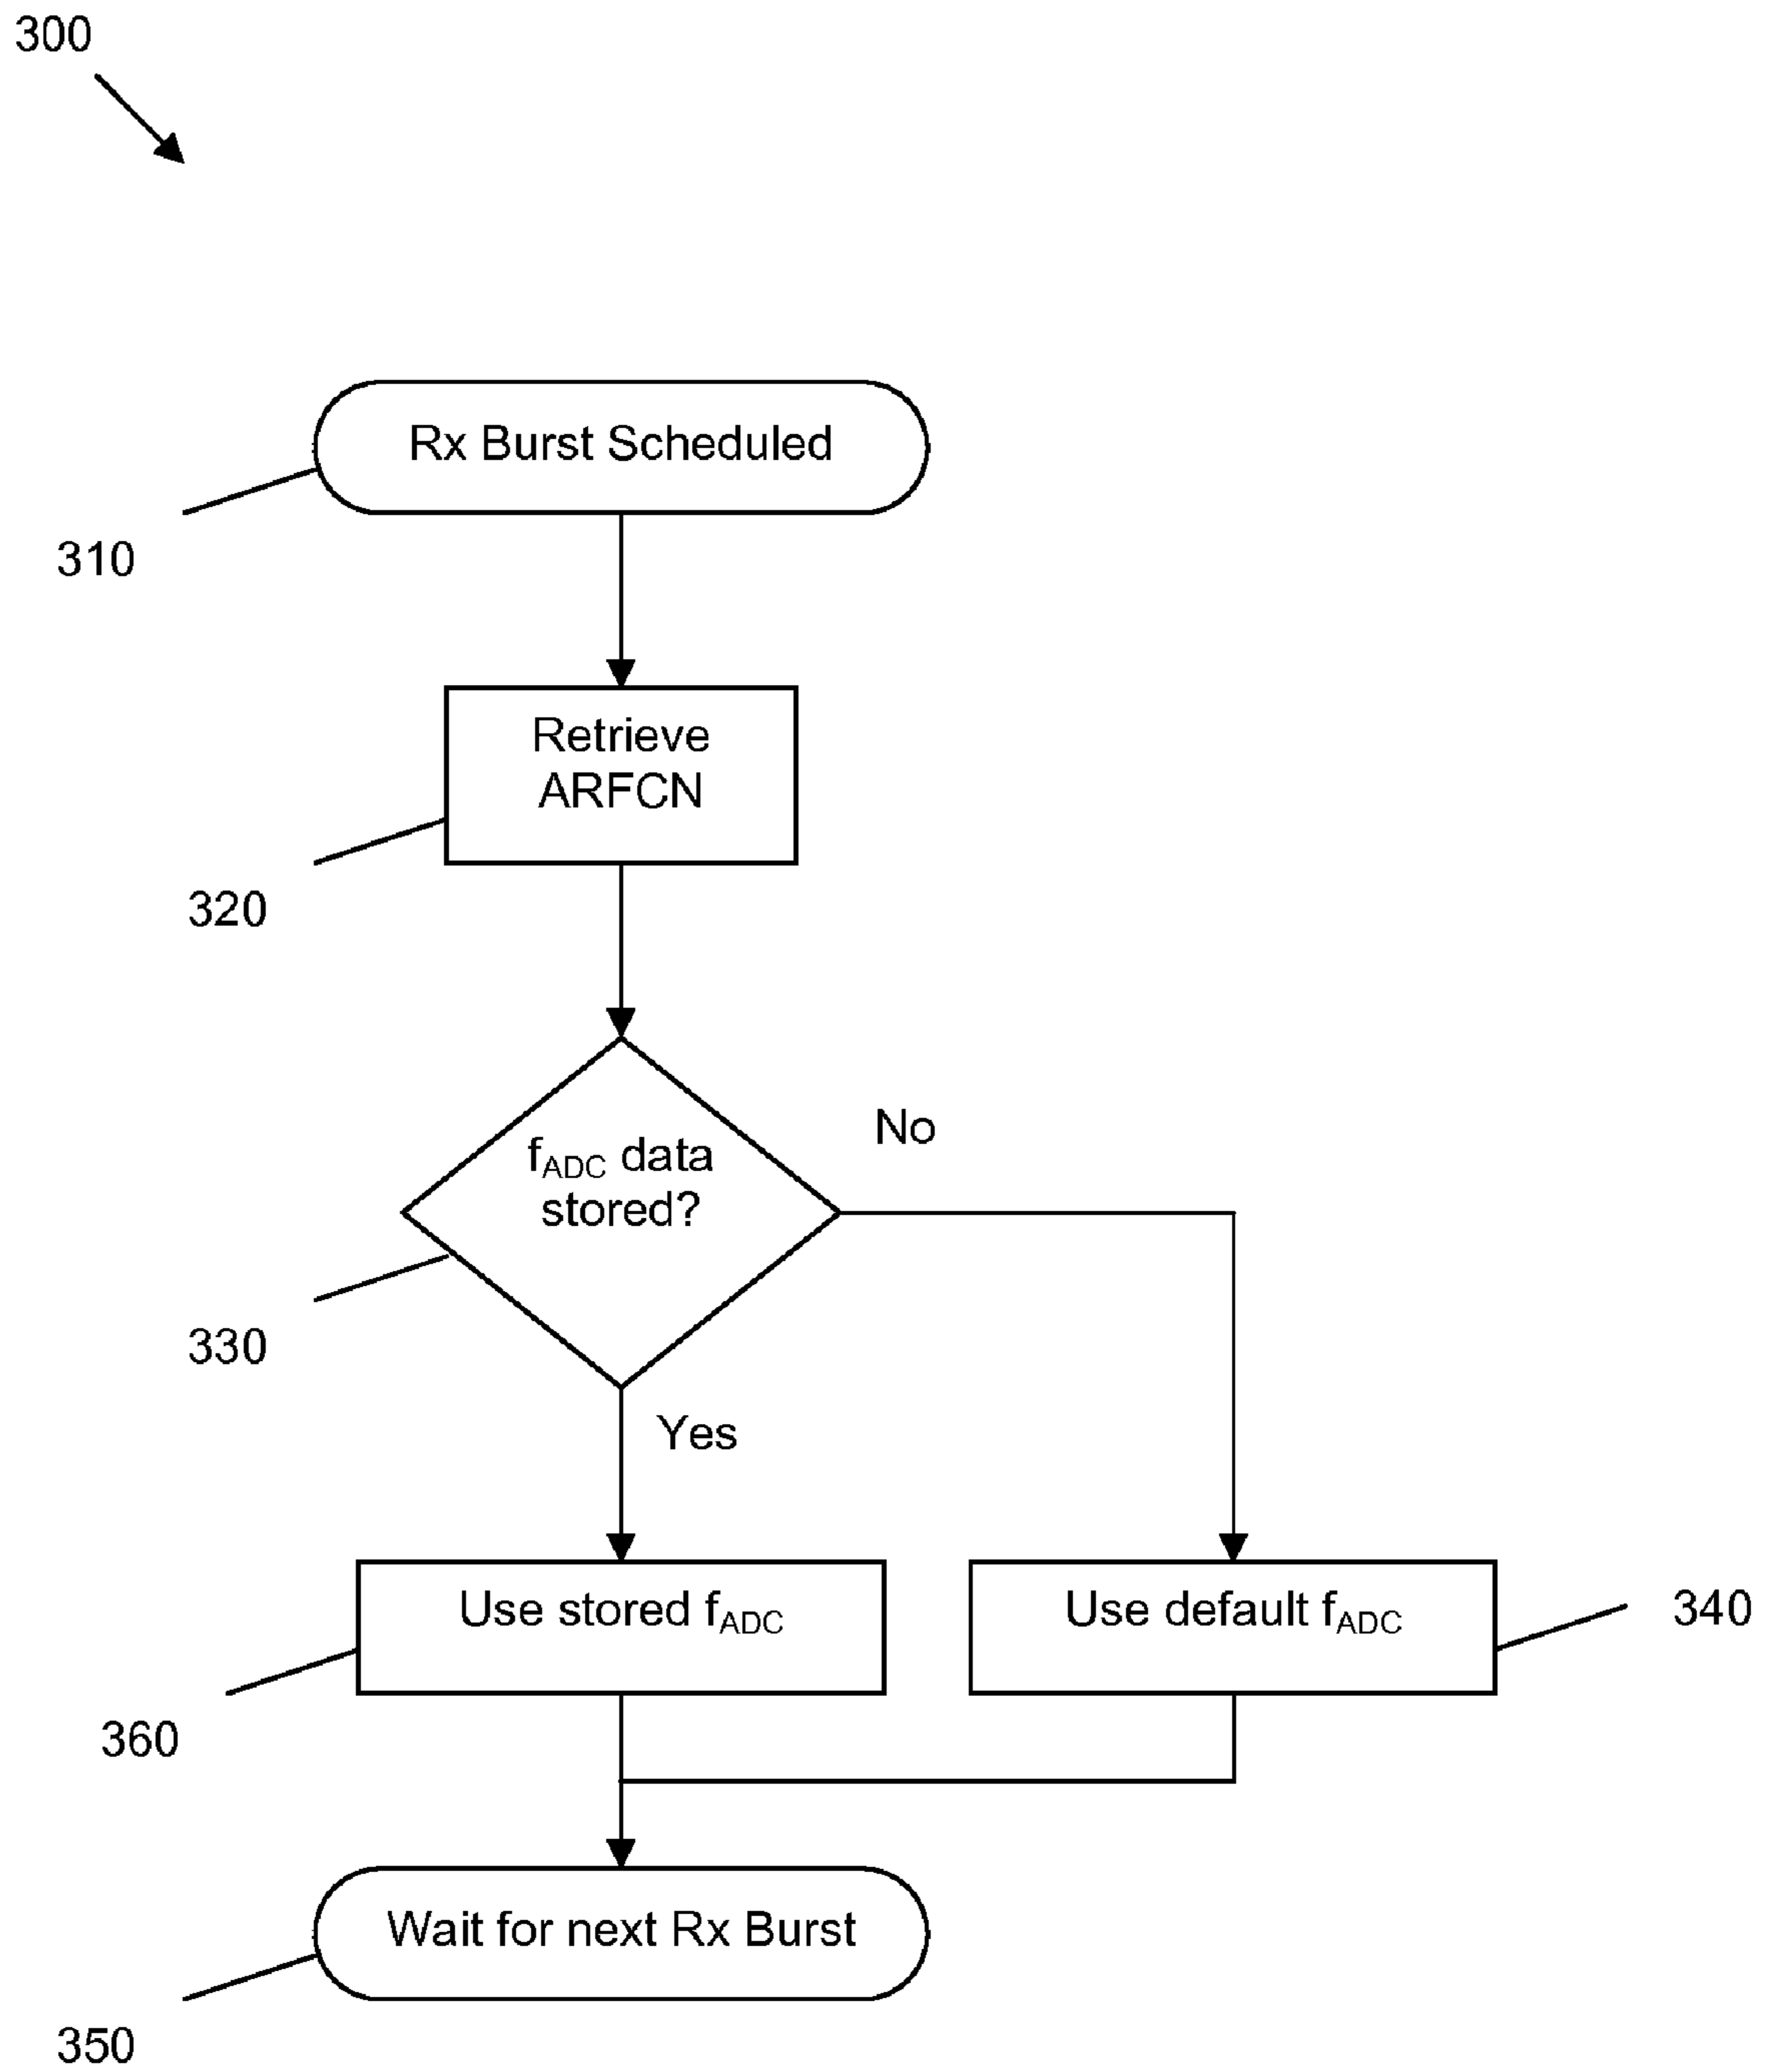 300
Rx Burst Scheduled
310
Retrieve
ARFCN
320
No
fADC data
stored?
330
Yes
Use stored fADC
Use default fADC
340
360
Wait for next Rx Burst
350